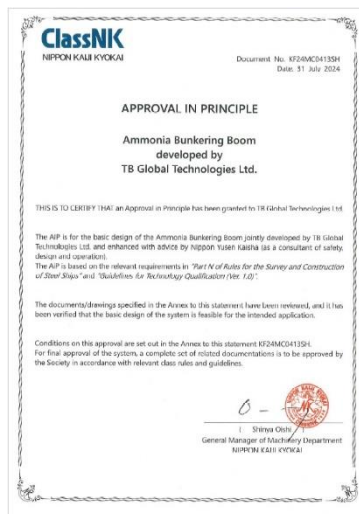 ClassNK
NIPPON KAIJI KYOKAI
Document No. KF24MC0413SH
Date: 31 July 2024
APPROVAL IN PRINCIPLE
Ammonia Bunkering Boom
developed by
TB Global Technologies Ltd.
THIS IS TO CERTIFY THAT an Approval in Principle has been granted to TB Global Technologies Ltd
The AiP is for the basic design of the Ammonia Bunkering Boom jointly developed by TB Global
Technologies Ltd. and enhanced with advice by Nippon Yusen Kaisha (as a consultant of safety,
design and operation).
The AiP is based on the relevant requirements in "Part N of Rules for the Survey and Construction
of Steel Ships" and "Guidelines for Technology Qualification (Ver. 1.0)".
The documents/drawings specified in the Annex to this statement have been reviewed, and it has
been verified that the basic design of the system is feasible for the intended application.
Conditions on this approval are set out in the Annex to this statement KF24MC0413SH.
For final approval of the system, a complete set of related documentations is to be approved by
the Society in accordance with relevant class rules and guidelines.
( Shinya Oishi )
General Manager of Machinery Department
NIPPON KAIJI KYOKAI